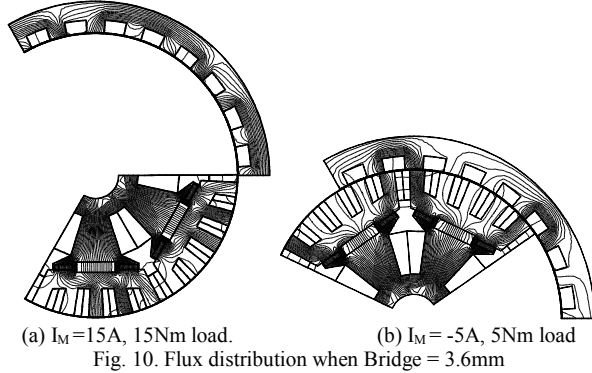 (a) I_M =15A, 15Nm load.
(b) I_M = -5A, 5Nm load
Fig. 10. Flux distribution when Bridge = 3.6mm